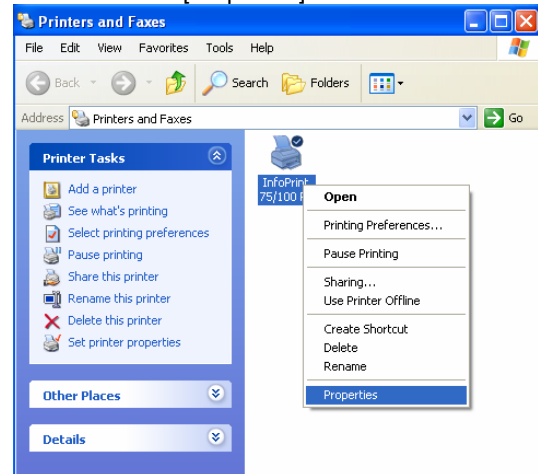 Printers and Faxes
File Edit View Favorites Tools Help
Back Search Folders
Address Printers and Faxes Go
Printer Tasks
Add a printer
See what's printing
Select printing preferences
Pause printing
Share this printer
Rename this printer
Delete this printer
Set printer properties
Other Places
Details
InfoPrint
75/100
Open
Printing Preferences...
Pause Printing
Sharing...
Use Printer Offline
Create Shortcut
Delete
Rename
Properties